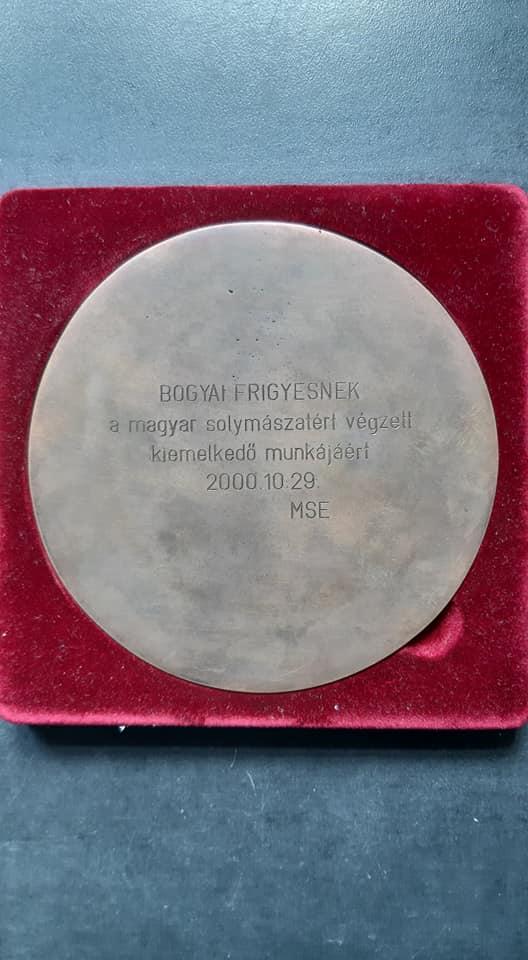 BOGYAI FRIGYESNEK
a magyar solymászatért végzett
kiemelkedő munkájáért
2000.10.29.
MSE